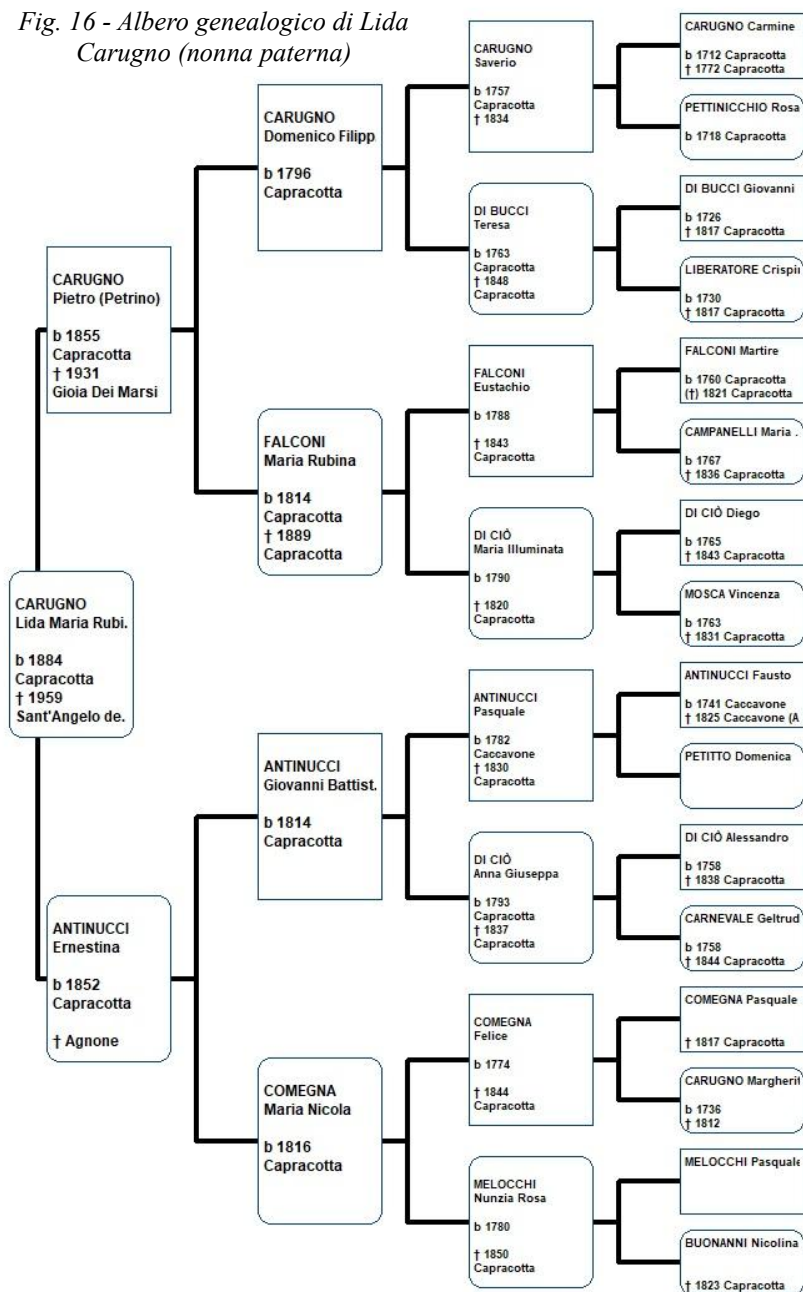 Fig. 16 - Albero genealogico di Lida
Carugno (nonna paterna)
CARUGNO
Lida Maria Rubi.
b 1884
Capracotta
† 1959
Sant'Angelo de.
CARUGNO
Pietro (Petrino)
b 1855
Capracotta
† 1931
Gioia Dei Marsi
ANTINUCCI
Ernestina
b 1852
Capracotta
† Agnone
CARUGNO
Domenico Filipp
b 1796
Capracotta
FALCONI
Maria Rubina
b 1814
Capracotta
† 1889
Capracotta
ANTINUCCI
Giovanni Battist.
b 1814
Capracotta
COMEGNA
Maria Nicola
b 1816
Capracotta
CARUGNO
Saverio
b 1757
Capracotta
† 1834
DI BUCCI
Teresa
b 1763
Capracotta
† 1848
Capracotta
FALCONI
Eustachio
b 1788
† 1843
Capracotta
DI CIÒ
Maria Illuminata
b 1790
† 1820
Capracotta
ANTINUCCI
Pasquale
b 1782
Caccavone
† 1830
Capracotta
DI CIÒ
Anna Giuseppa
b 1793
Capracotta
† 1837
Capracotta
COMEGNA
Felice
b 1774
† 1844
Capracotta
MELOCCHI
Nunzia Rosa
b 1780
† 1850
Capracotta
CARUGNO Carmine
b 1712 Capracotta
† 1772 Capracotta
PETTINICCHIO Rosa
b 1718 Capracotta
DI BUCCI Giovanni
b 1726
† 1817 Capracotta
LIBERATORE Crispin
b 1730
† 1817 Capracotta
FALCONI Martire
b 1760 Capracotta
(†) 1821 Capracotta
CAMPANELLI Maria .
b 1767
† 1836 Capracotta
DI CIÒ Diego
b 1765
† 1843 Capracotta
MOSCA Vincenza
b 1763
† 1831 Capracotta
ANTINUCCI Fausto
b 1741 Caccavone
† 1825 Caccavone (A
PETITTO Domenica
DI CIÒ Alessandro
b 1758
† 1838 Capracotta
CARNEVALE Geltrud
b 1758
† 1844 Capracotta
COMEGNA Pasquale
† 1817 Capracotta
CARUGNO Margherit
b 1736
† 1812
MELOCCHI Pasquale
BUONANNI Nicolina
† 1823 Capracotta